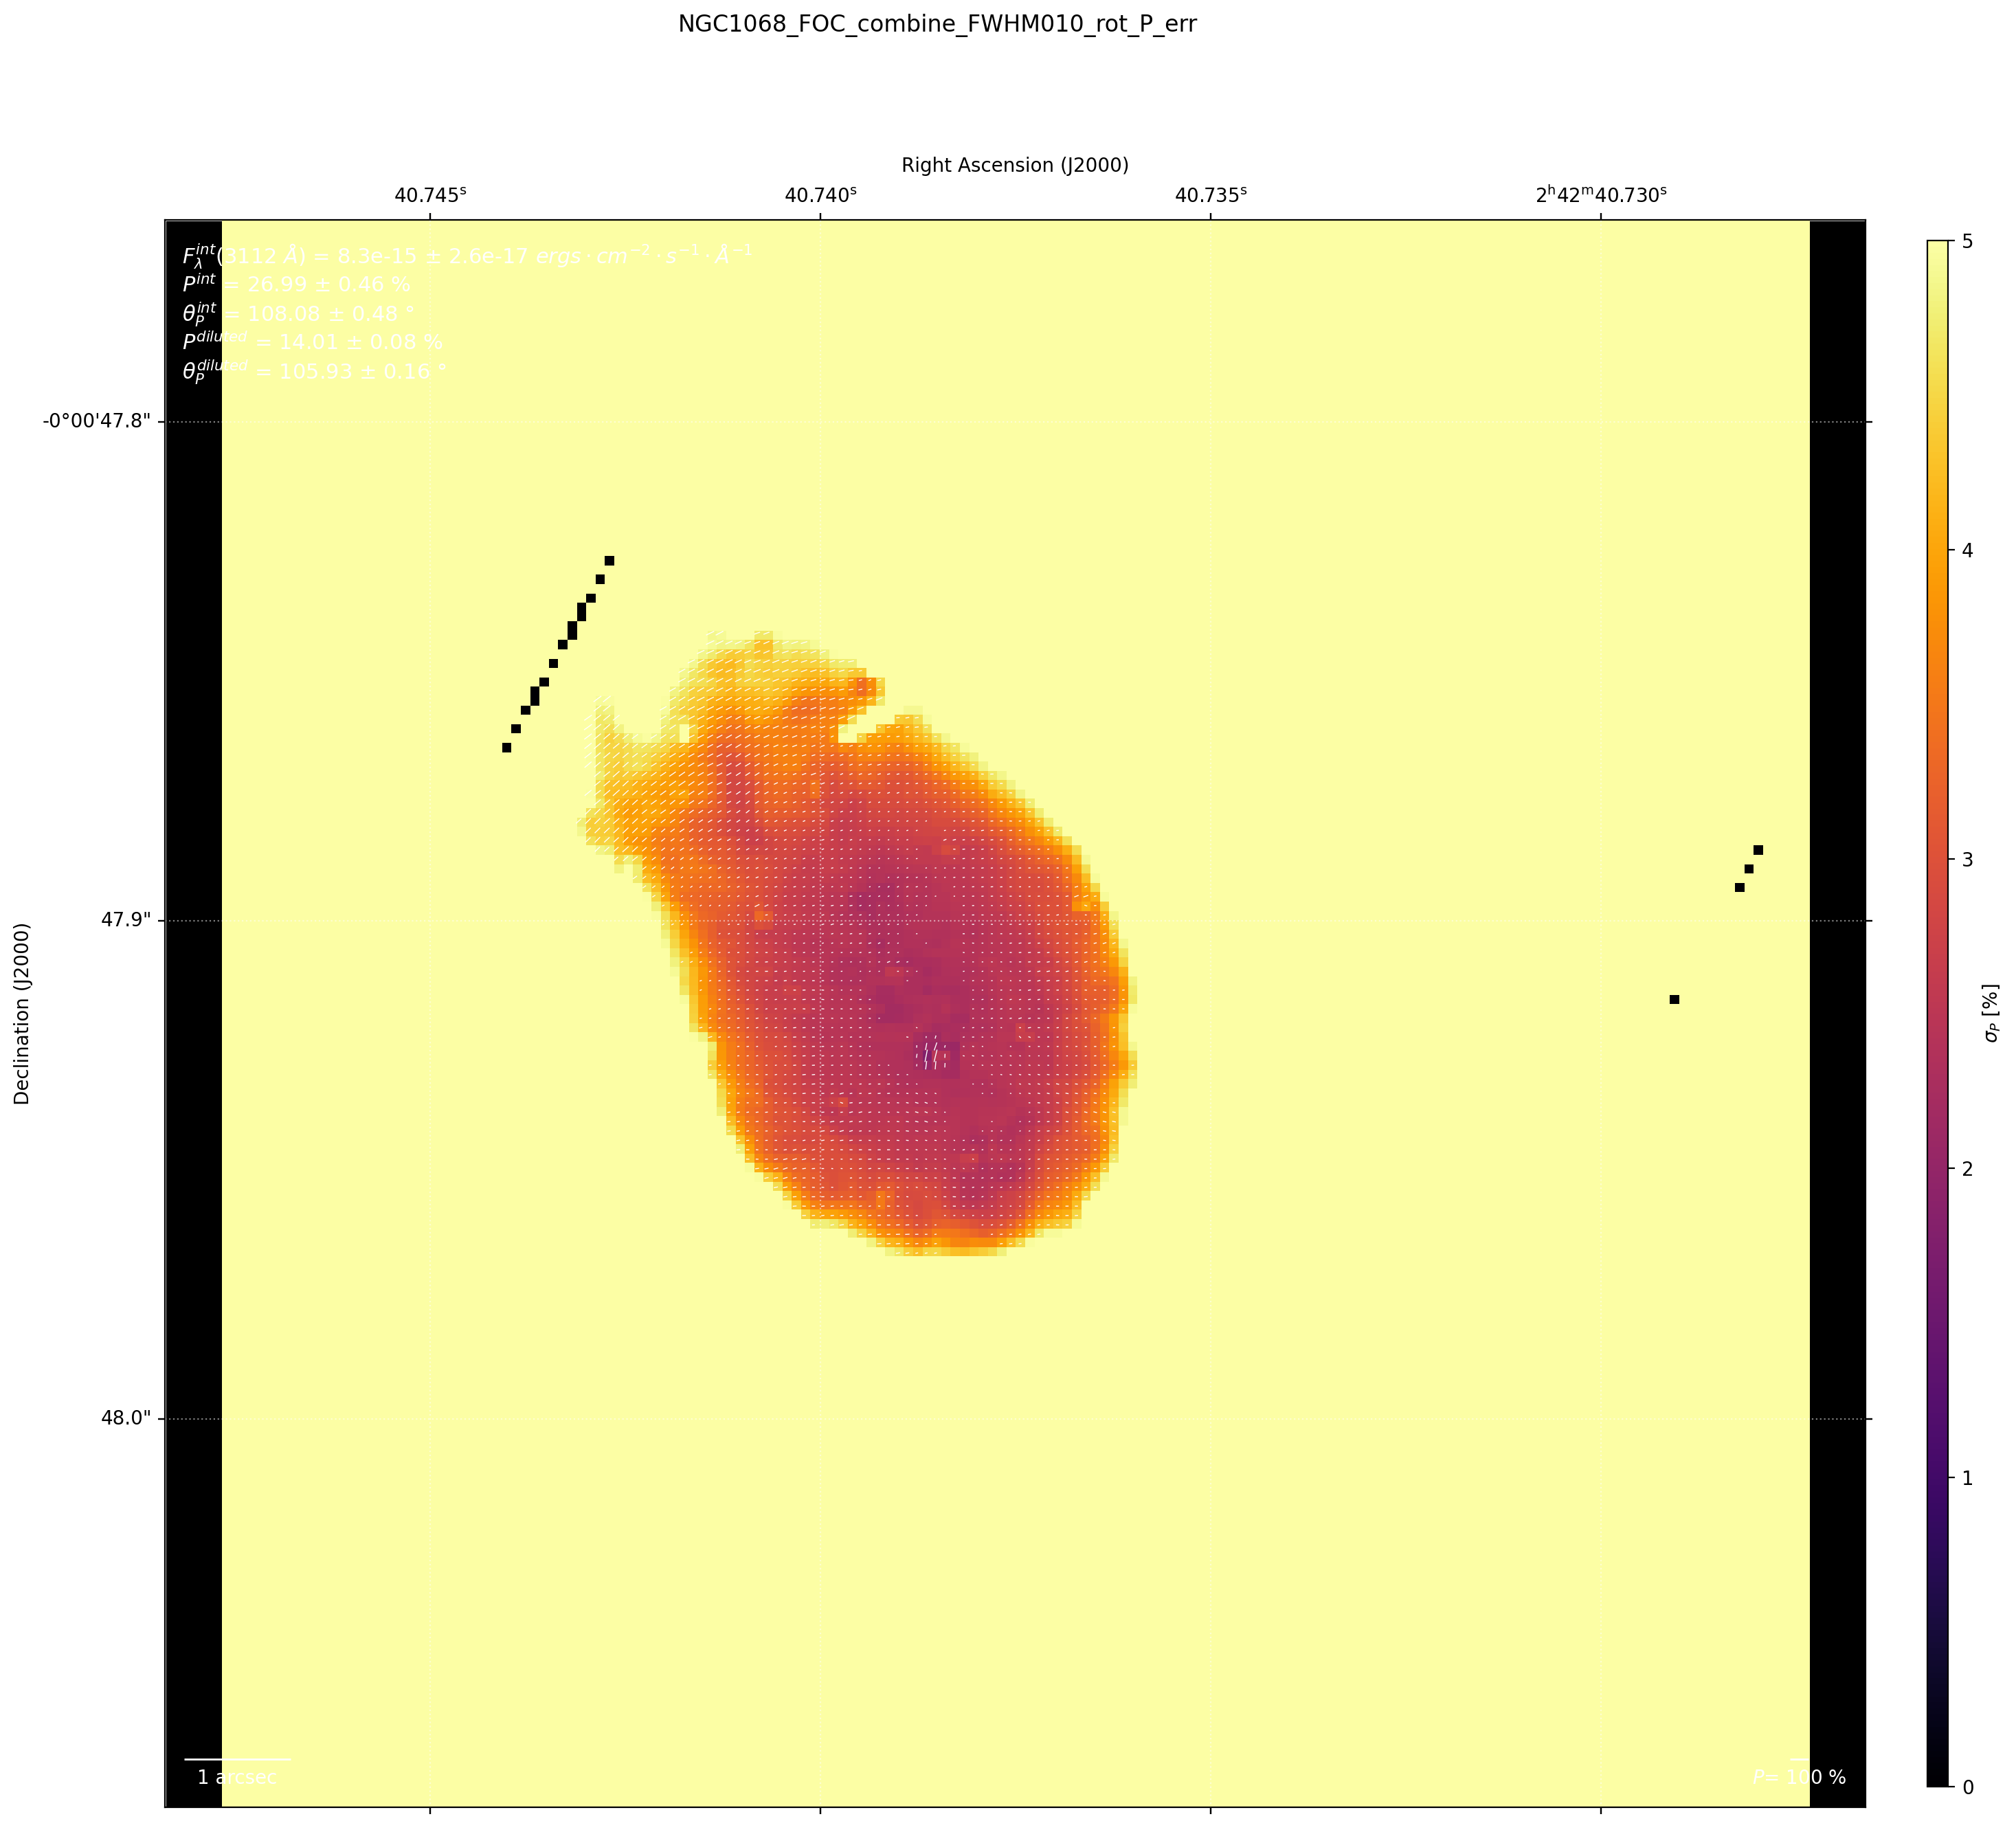 NGC1068_FOC_combine_FWHM010_rot_P_err
Right Ascension (J2000)
40.745ˢ 40.740ˢ 40.735ˢ 2ʰ42ᵐ40.730ˢ
F_λ^int(3112 Å) = 8.3e-15 ± 2.6e-17 ergs · cm⁻² · s⁻¹ · Å⁻¹
P^int = 26.99 ± 0.46 %
θ_P^int = 108.08 ± 0.48 °
P^diluted = 14.01 ± 0.08 %
θ_P^diluted = 105.93 ± 0.16 °
-0°00'47.8"
47.9"
48.0"
Declination (J2000)
1 arcsec
P= 100 %
5
4
3
2
1
0
σ_P [%]